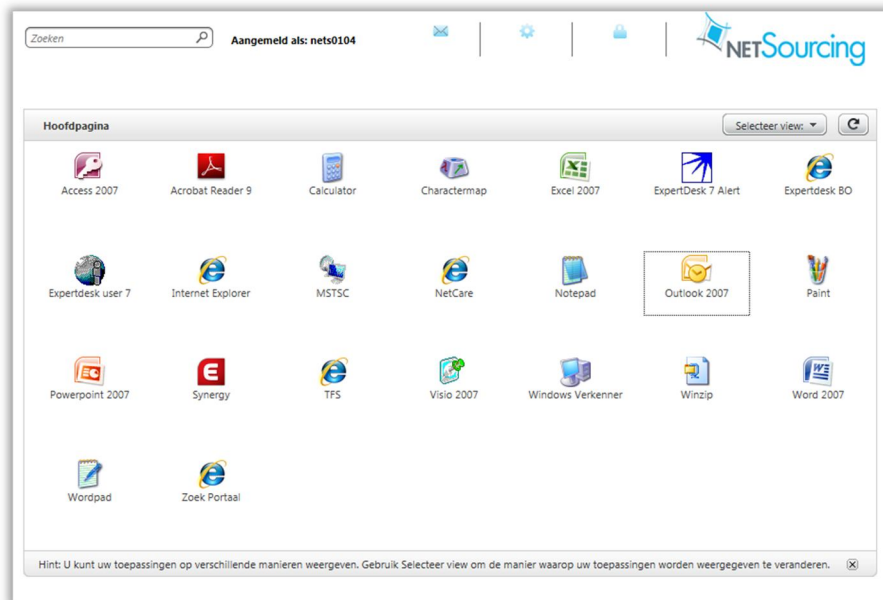 Zoeken
Aangemeld als: nets0104
NETSourcing
Hoofdpagina
Selecteer view:
Access 2007
Acrobat Reader 9
Calculator
Charactermap
Excel 2007
ExpertDesk 7 Alert
Expertdesk BO
Expertdesk user 7
Internet Explorer
MSTSC
NetCare
Notepad
Outlook 2007
Paint
Powerpoint 2007
Synergy
TFS
Visio 2007
Windows Verkenner
Winzip
Word 2007
Wordpad
Zoek Portaal
Hint: U kunt uw toepassingen op verschillende manieren weergeven. Gebruik Selecteer view om de manier waarop uw toepassingen worden weergegeven te veranderen.